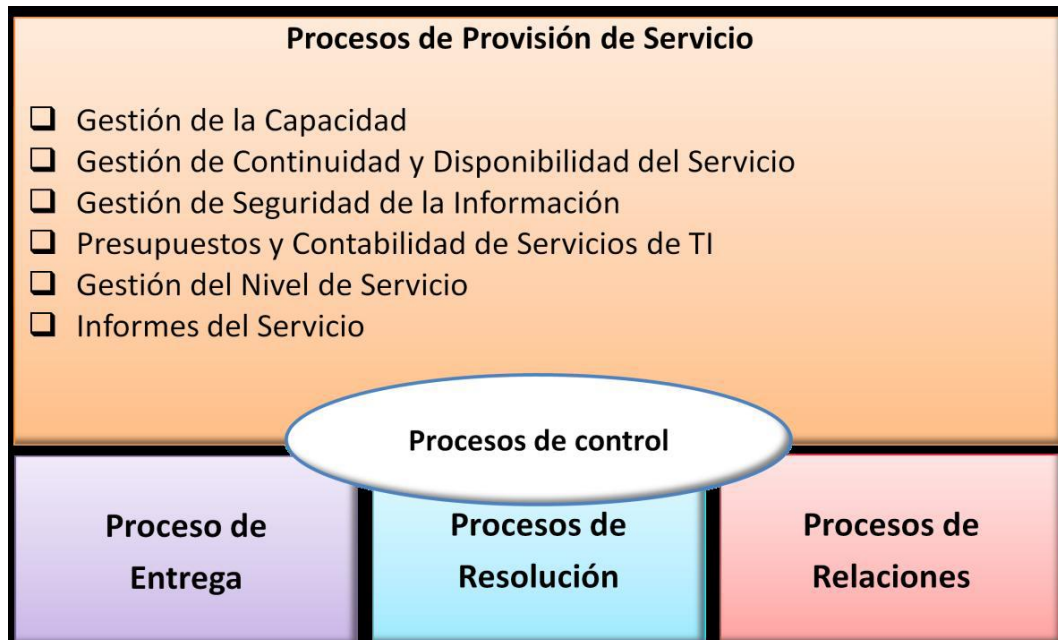 Procesos de Provisión de Servicio
Gestión de la Capacidad
Gestión de Continuidad y Disponibilidad del Servicio
Gestión de Seguridad de la Información
Presupuestos y Contabilidad de Servicios de TI
Gestión del Nivel de Servicio
Informes del Servicio
Procesos de control
Proceso de
Entrega
Procesos de
Resolución
Procesos de
Relaciones